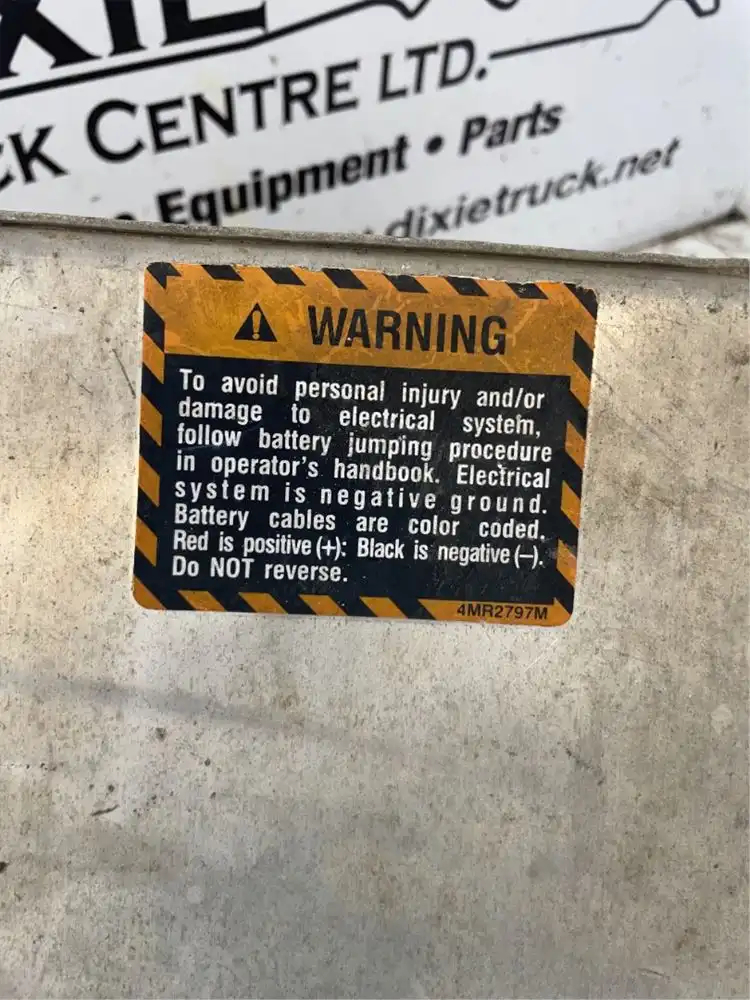 CENTRE LTD.
Equipment • Parts
dixietruck.net
WARNING
To avoid personal injury and/or
damage to electrical system,
follow battery jumping procedure
in operator's handbook. Electrical
system is negative ground.
Battery cables are color coded.
Red is positive (+): Black is negative (–).
Do NOT reverse.
4MR2797M